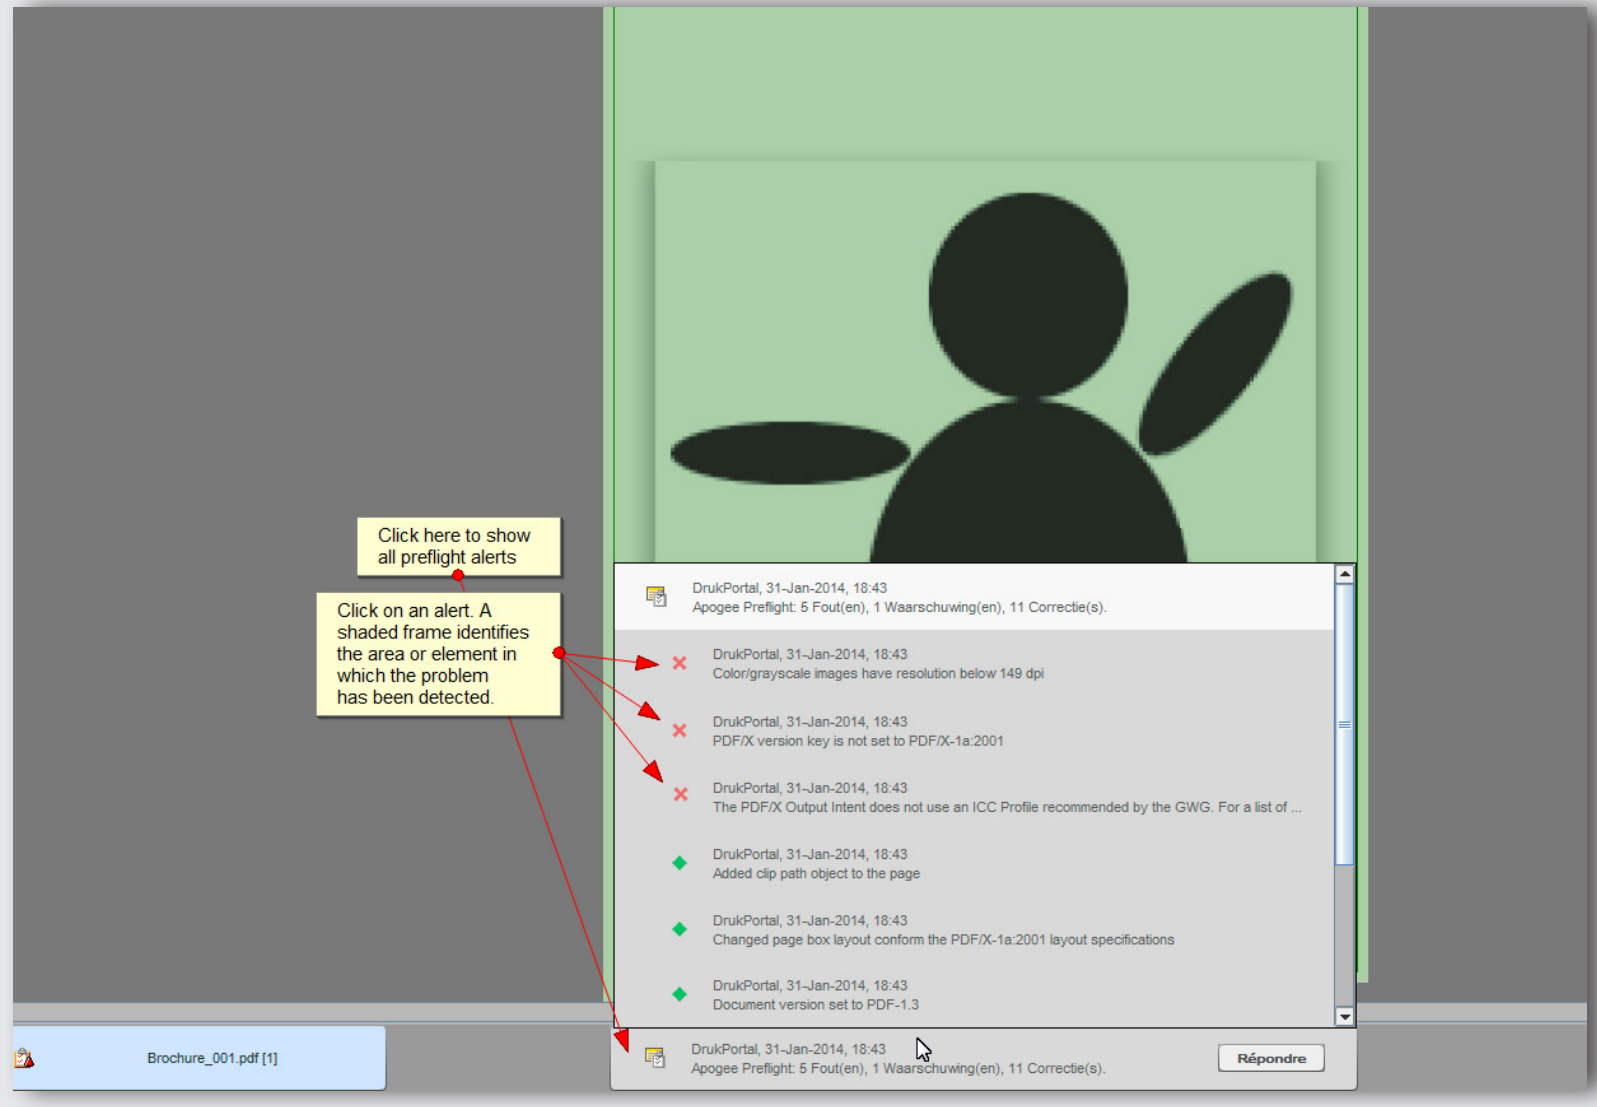 Click here to show
all preflight alerts
Click on an alert. A
shaded frame identifies
the area or element in
which the problem
has been detected.
DrukPortal, 31-Jan-2014, 18:43
Apogee Preflight: 5 Fout(en), 1 Waarschuwing(en), 11 Correctie(s).
DrukPortal, 31-Jan-2014, 18:43
Color/grayscale images have resolution below 149 dpi
DrukPortal, 31-Jan-2014, 18:43
PDF/X version key is not set to PDF/X-1a:2001
DrukPortal, 31-Jan-2014, 18:43
The PDF/X Output Intent does not use an ICC Profile recommended by the GWG. For a list of ...
DrukPortal, 31-Jan-2014, 18:43
Added clip path object to the page
DrukPortal, 31-Jan-2014, 18:43
Changed page box layout conform the PDF/X-1a:2001 layout specifications
DrukPortal, 31-Jan-2014, 18:43
Document version set to PDF-1.3
Brochure_001.pdf [1]
DrukPortal, 31-Jan-2014, 18:43
Apogee Preflight: 5 Fout(en), 1 Waarschuwing(en), 11 Correctie(s).
Répondre